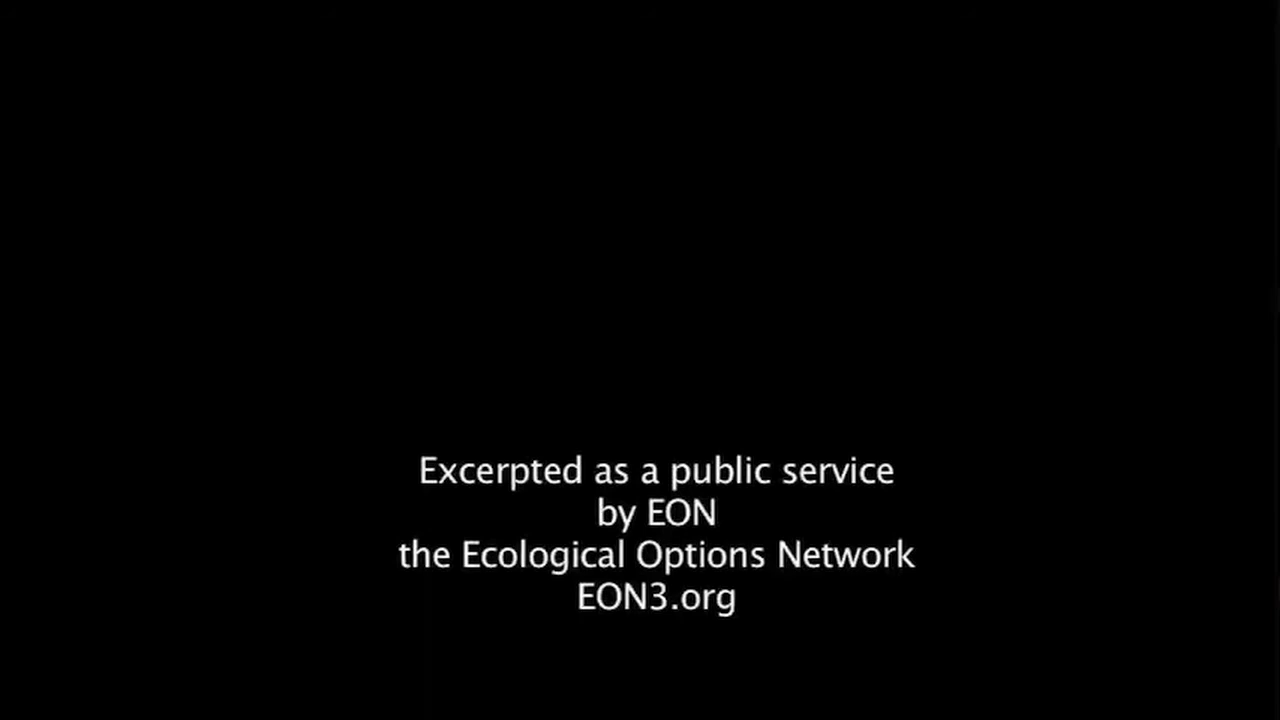 Excerpted as a public service
by EON
the Ecological Options Network
EON3.org